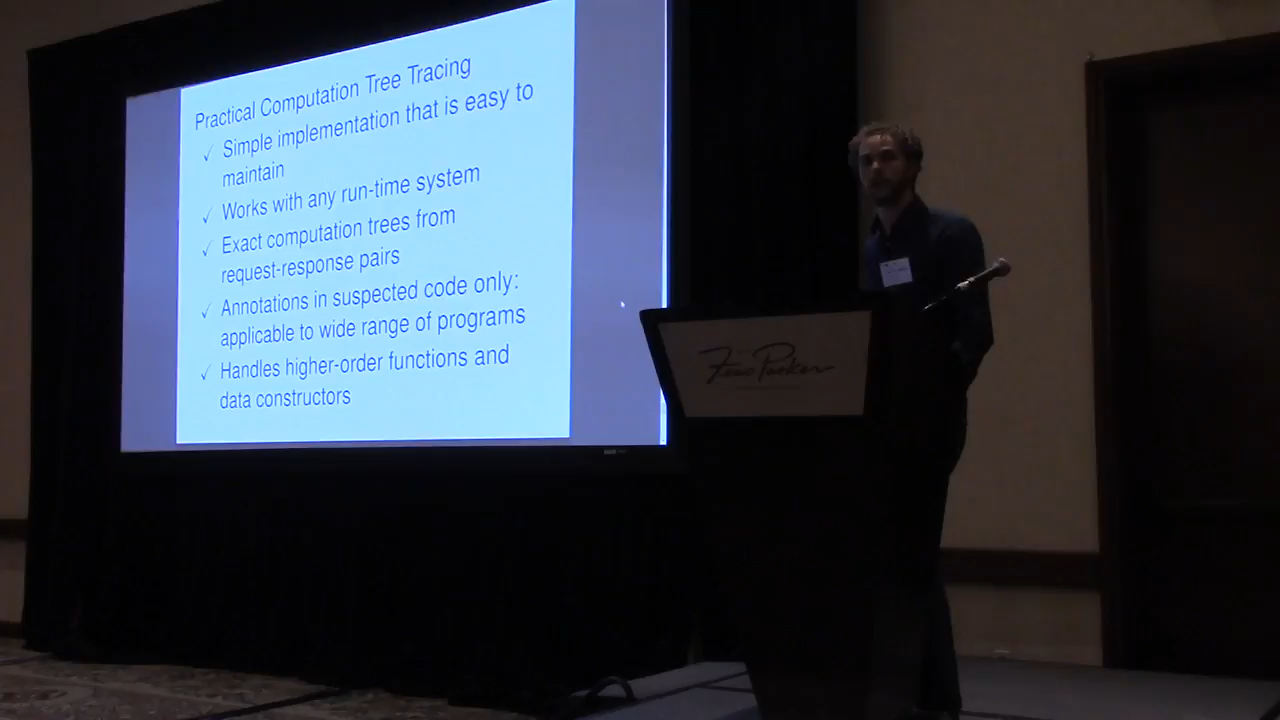 Practical Computation Tree Tracing
✓ Simple implementation that is easy to
maintain
✓ Works with any run-time system
✓ Exact computation trees from
request-response pairs
✓ Annotations in suspected code only:
applicable to wide range of programs
✓ Handles higher-order functions and
data constructors
Parker